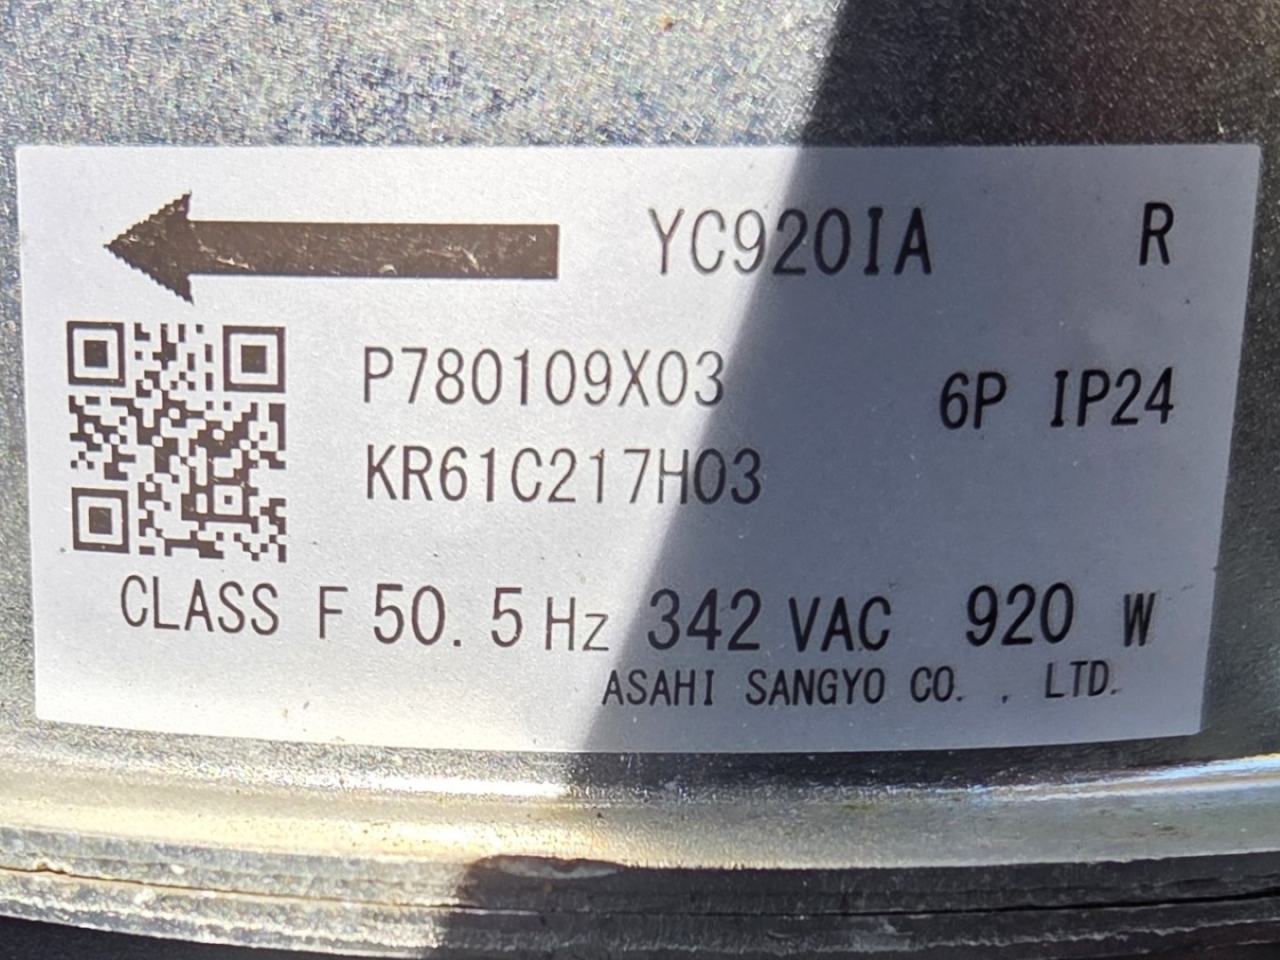 YC920IA R
P780109X03
6P IP24
KR61C217H03
CLASS F 50.5Hz 342 VAC 920 W
ASAHI SANGYO CO. , LTD.